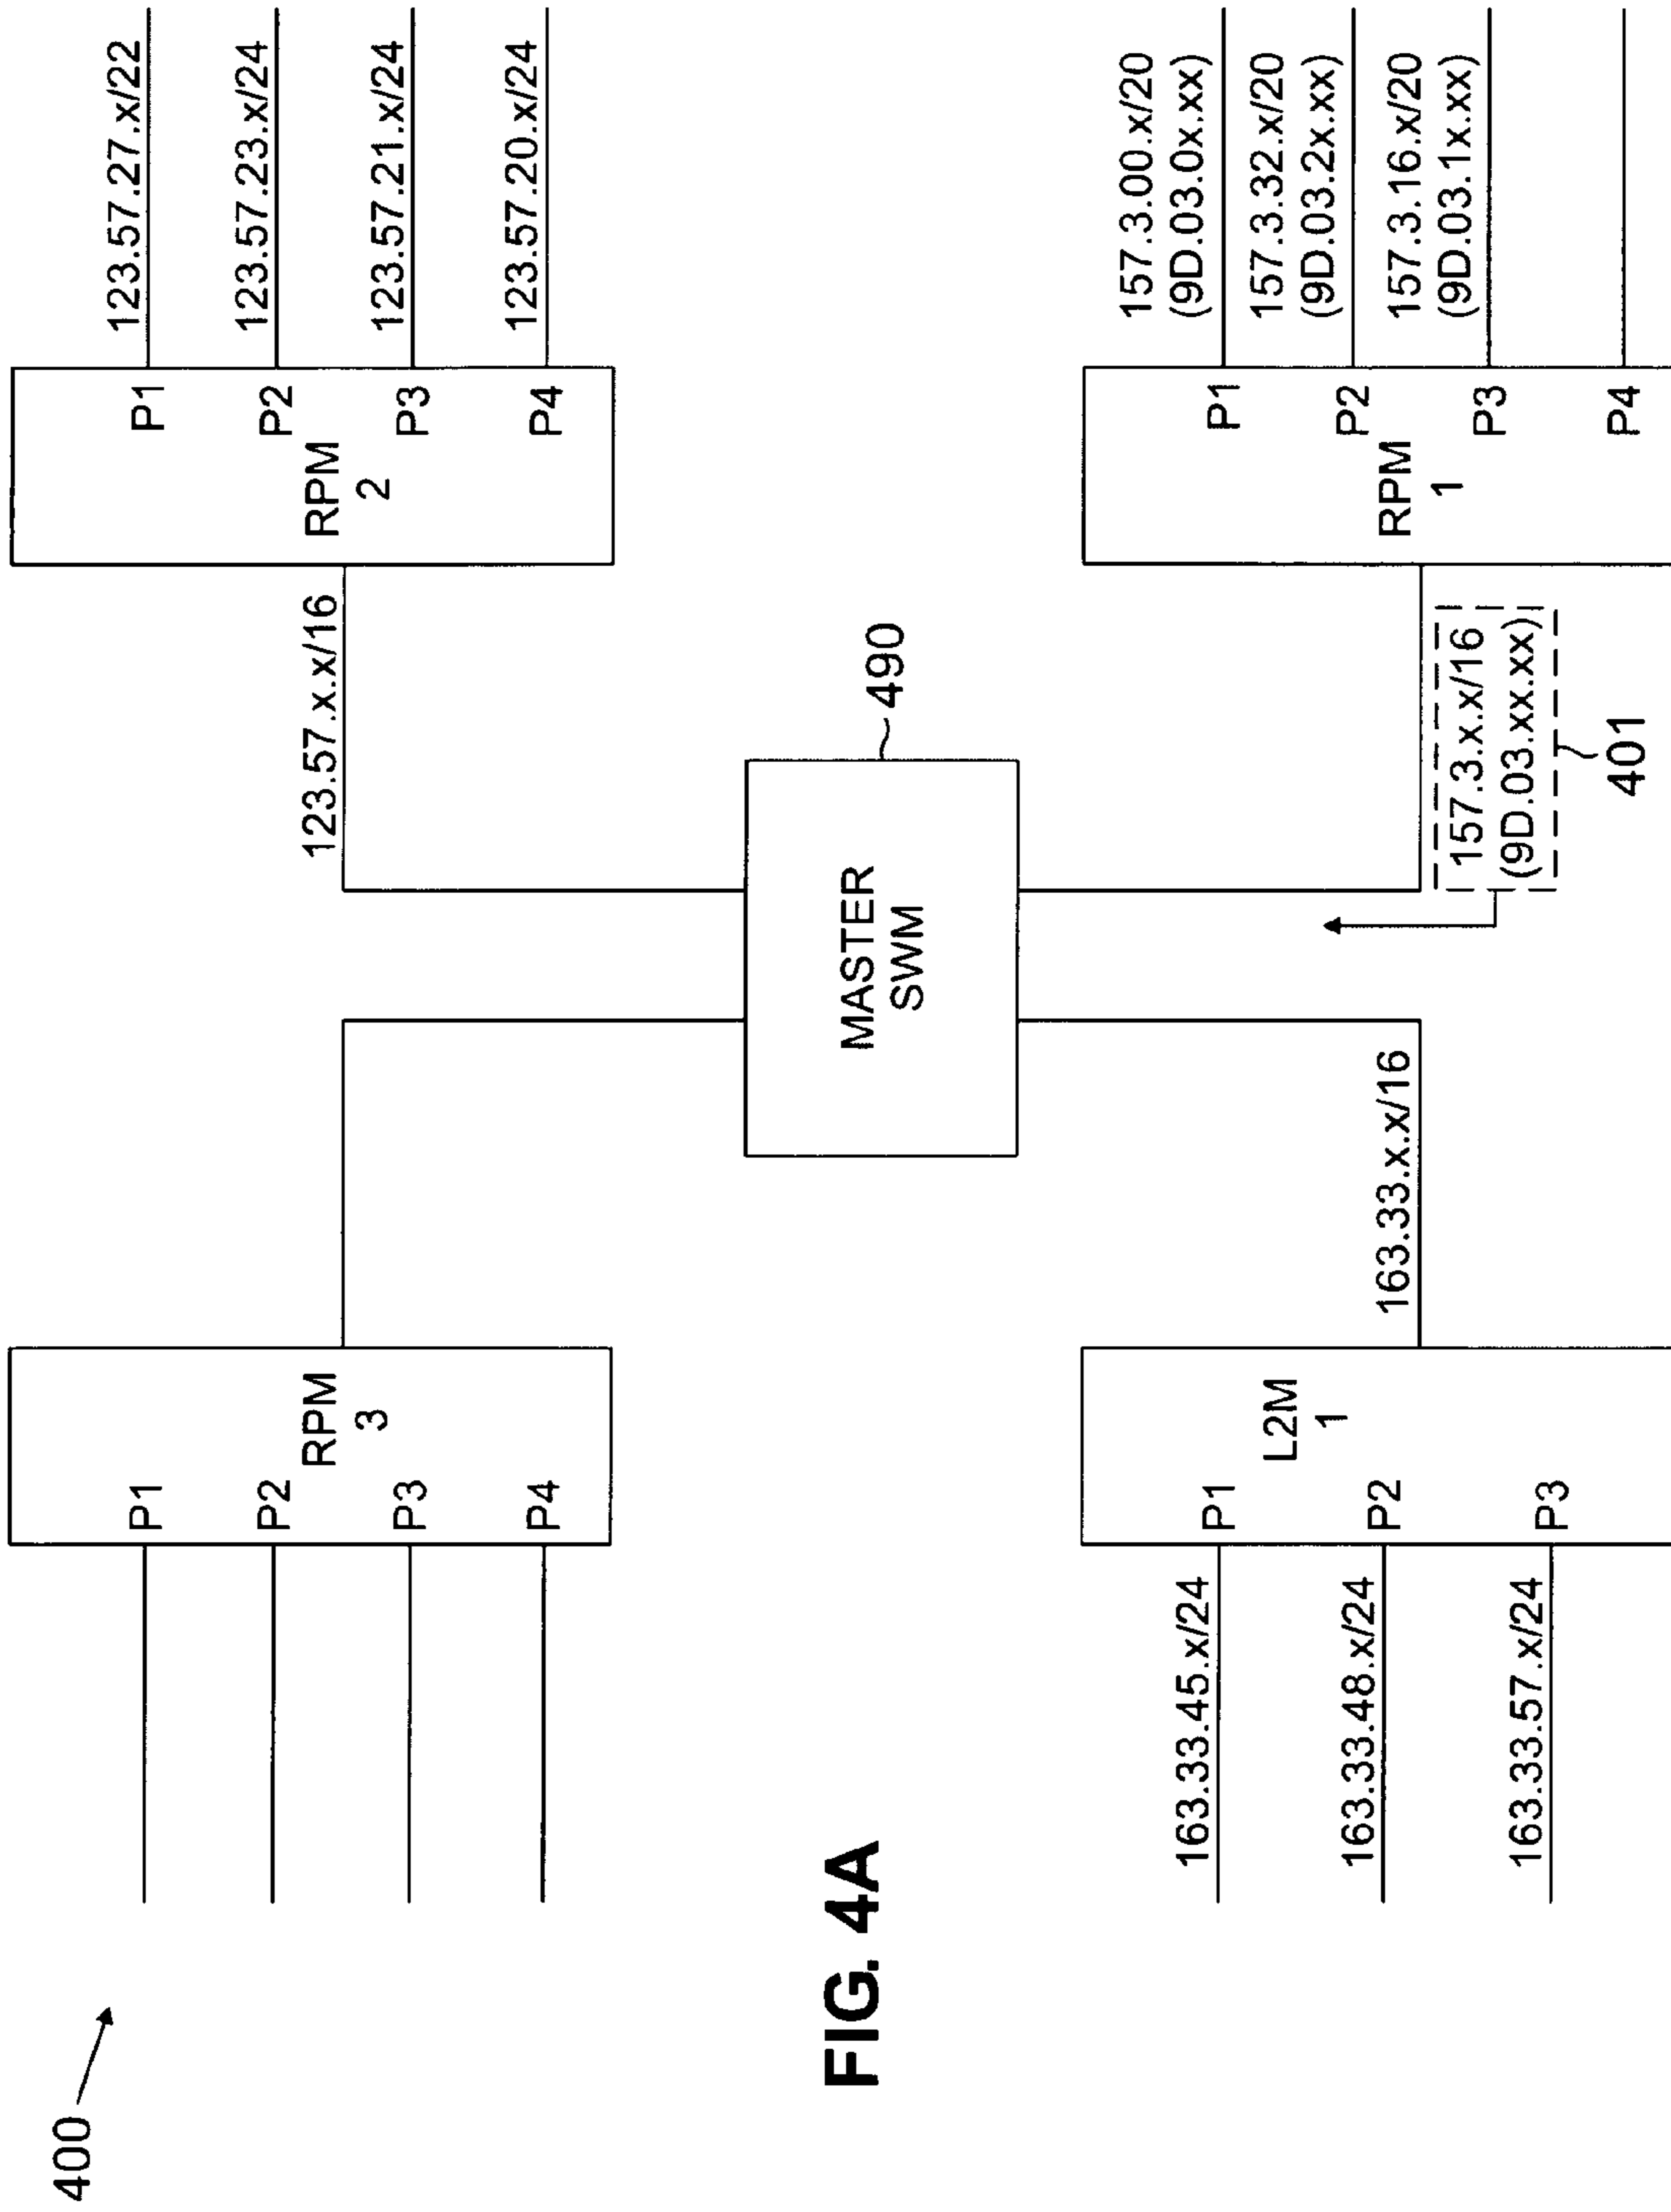 400
RPM
3
P1
P2
P3
P4
123.57.x.x/16
RPM
2
P1
P2
P3
P4
123.57.27.x/22
123.57.23.x/24
123.57.21.x/24
123.57.20.x/24
MASTER
SWM
490
FIG. 4A
163.33.45.x/24
163.33.48.x/24
163.33.57.x/24
P1
P2
P3
L2M
1
163.33.x.x/16
157.3.x.x/16
(9D.03.xx.xx)
401
RPM
1
P1
P2
P3
P4
157.3.00.x/20
(9D.03.0x.xx)
157.3.32.x/20
(9D.03.2x.xx)
157.3.16.x/20
(9D.03.1x.xx)